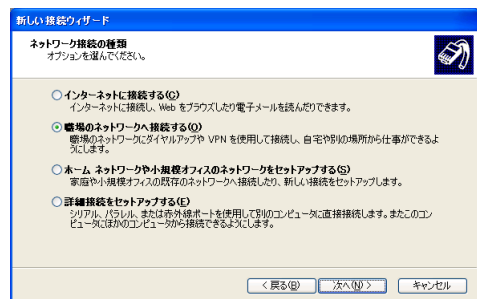 新しい接続ウィザード
ネットワーク接続の種類
オプションを選んでください。
インターネットに接続する(C)
インターネットに接続し、Web をブラウズしたり電子メールを読んだりできます。
職場のネットワークへ接続する(O)
職場のネットワークにダイヤルアップや VPN を使用して接続し、自宅や別の場所から仕事ができるよ
うにします。
ホーム ネットワークや小規模オフィスのネットワークをセットアップする(S)
家庭や小規模オフィスの既存のネットワークへ接続したり、新しい接続をセットアップします。
詳細接続をセットアップする(E)
シリアル、パラレル、または赤外線ポートを使用して別のコンピュータに直接接続します。またこのコン
ピュータにほかのコンピュータから接続できるようにします。
< 戻る(B) 次へ(N) > キャンセル